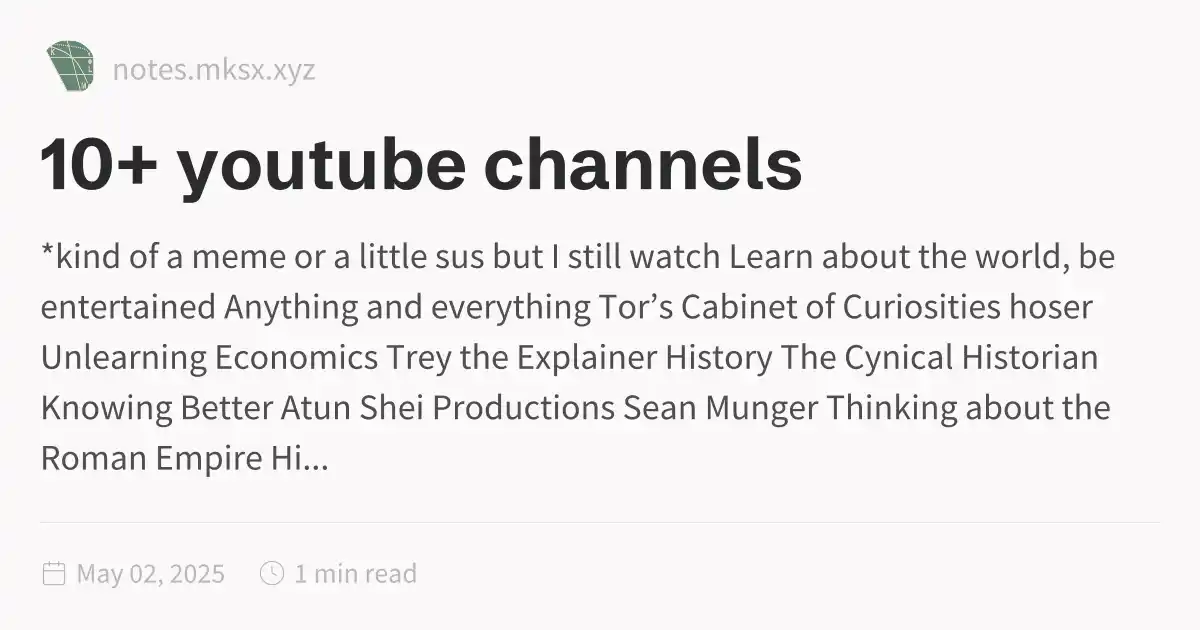 notes.mksx.xyz
10+ youtube channels
*kind of a meme or a little sus but I still watch Learn about the world, be
entertained Anything and everything Tor’s Cabinet of Curiosities hoser
Unlearning Economics Trey the Explainer History The Cynical Historian
Knowing Better Atun Shei Productions Sean Munger Thinking about the
Roman Empire Hi...
May 02, 2025 1 min read